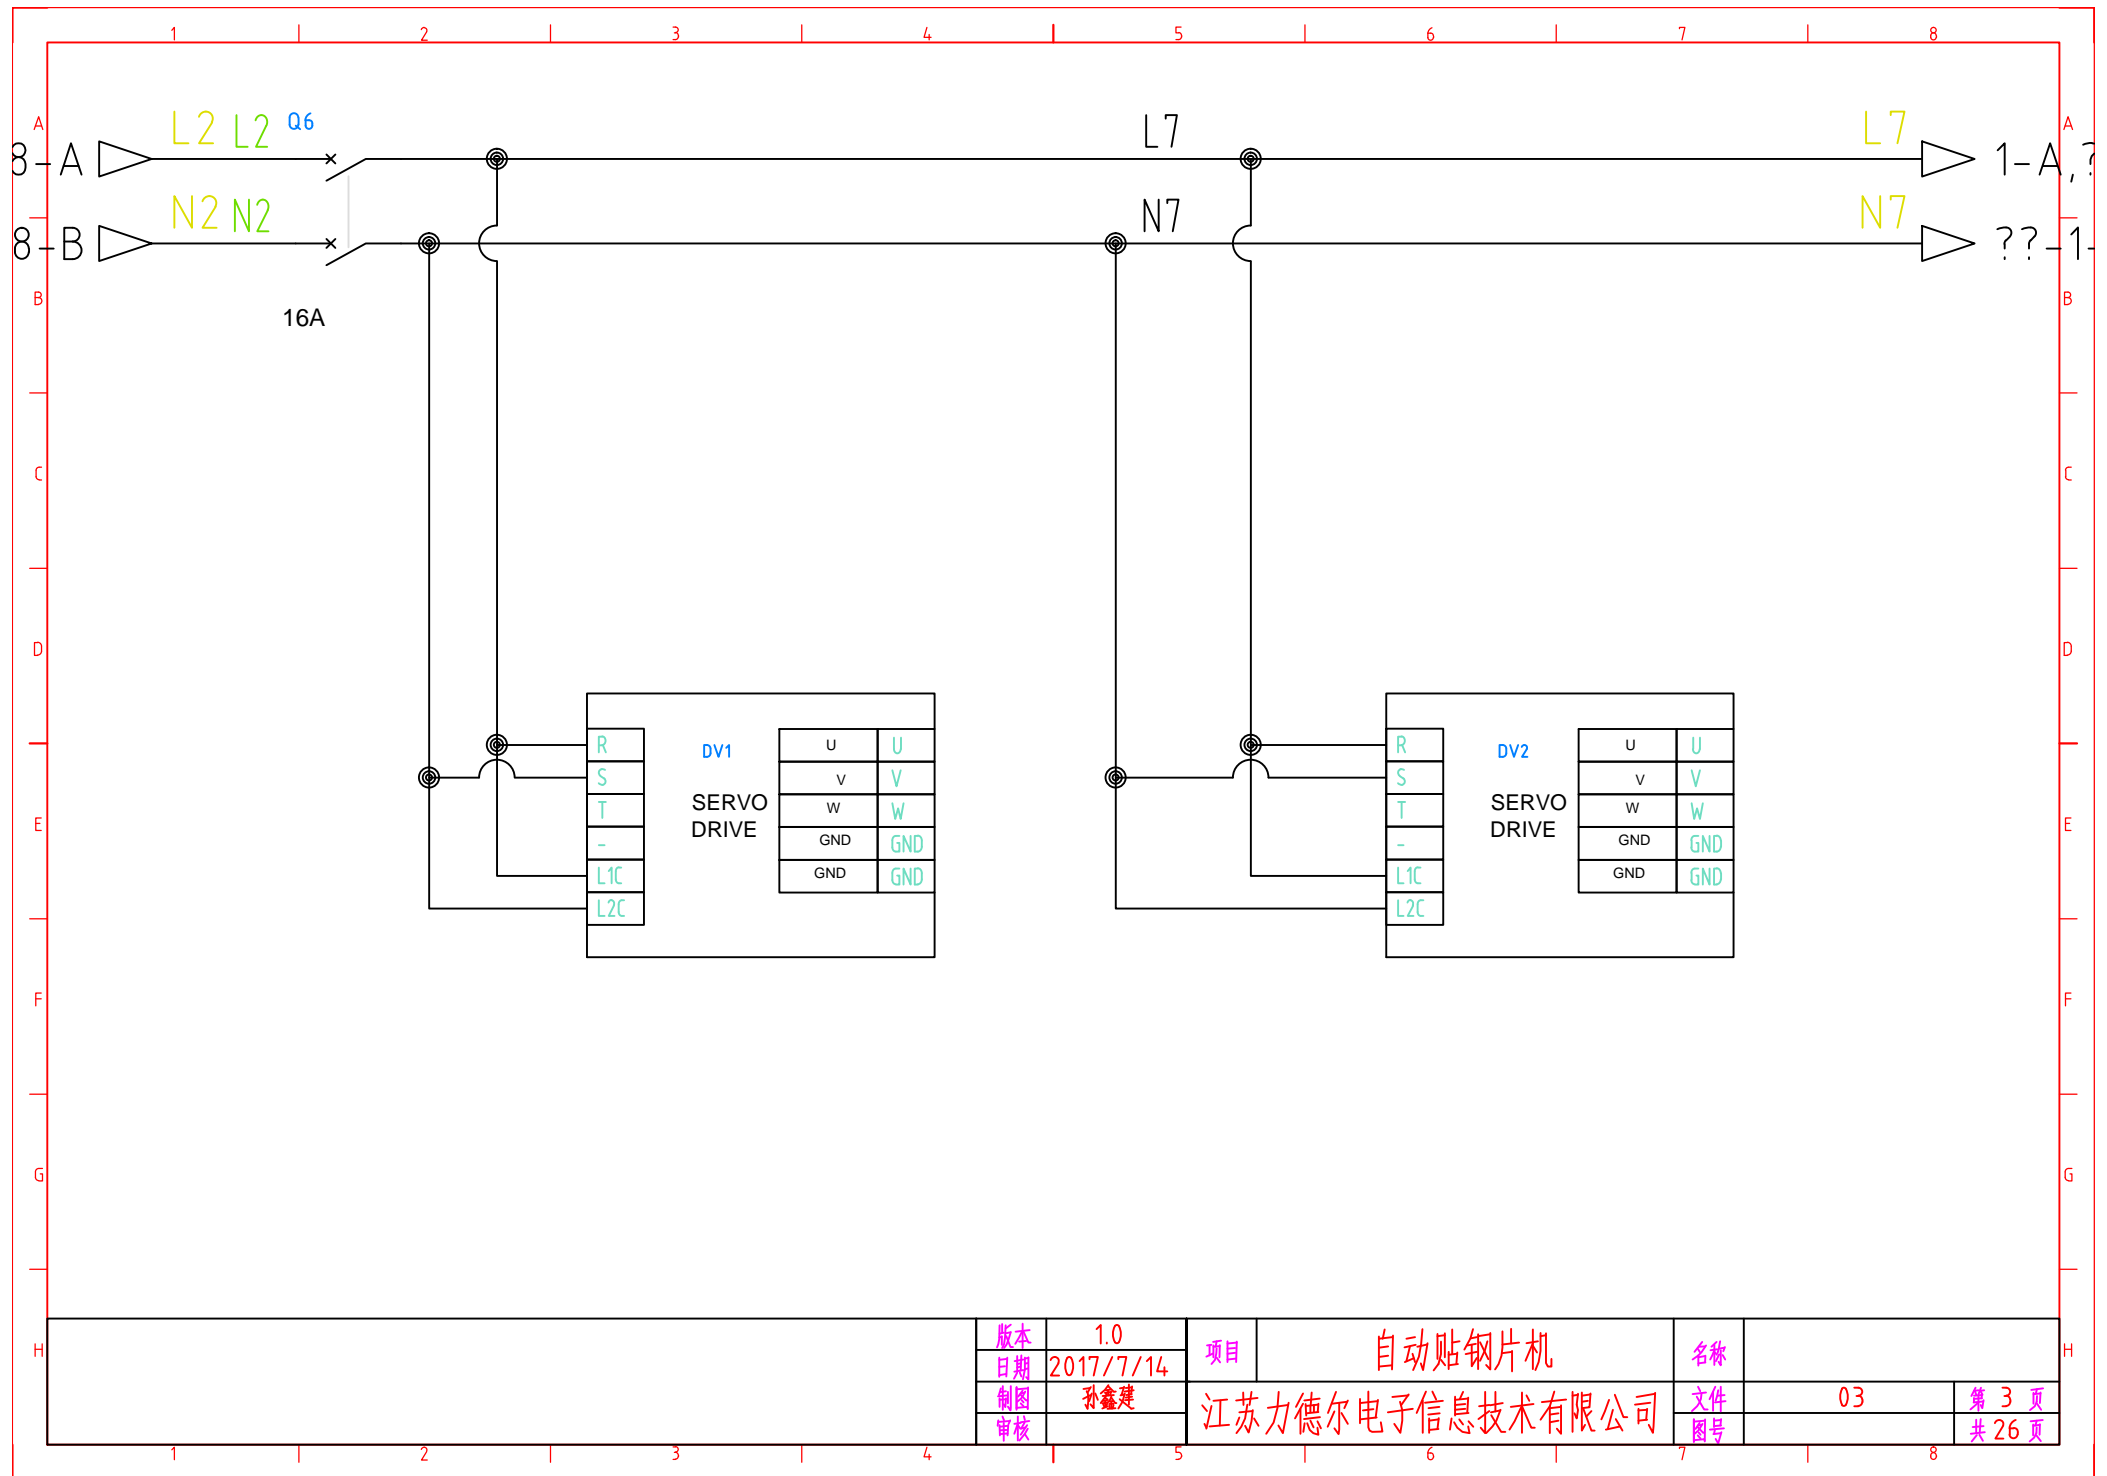 1 2 3 4 5 6 7 8
A A
L2 L2 Q6 L7 L7
8-A 1-A,?
N2 N2 N7 N7
8-B ??-1-
B B
16A
C C
D D
R DV1 U U R DV2 U U
S V V S V V
SERVO SERVO
T W W T W W
DRIVE DRIVE
E E
- GND GND - GND GND
L1C GND GND L1C GND GND
L2C L2C
F F
G G
H H
版本 1.0 项目 自动贴钢片机 名称
日期 2017/7/14
制图 孙鑫建 江苏力德尔电子信息技术有限公司 文件 03 第 3 页
审核 图号 共 26 页
1 2 3 4 5 6 7 8